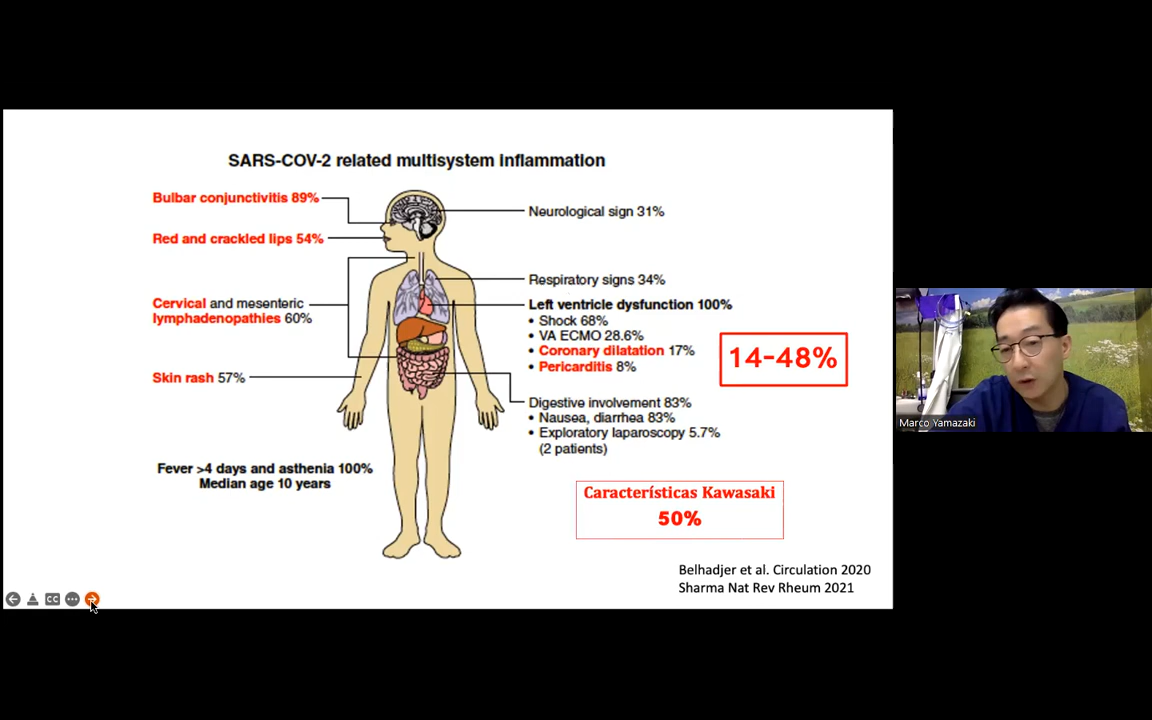 SARS-COV-2 related multisystem inflammation
Bulbar conjunctivitis 89%
Red and crackled lips 54%
Cervical and mesenteric
lymphadenopathies 60%
Skin rash 57%
Fever >4 days and asthenia 100%
Median age 10 years
Neurological sign 31%
Respiratory signs 34%
Left ventricle dysfunction 100%
• Shock 68%
• VA ECMO 28.6%
• Coronary dilatation 17%
• Pericarditis 8%
14-48%
Digestive involvement 83%
• Nausea, diarrhea 83%
• Exploratory laparoscopy 5.7%
(2 patients)
Características Kawasaki
50%
Belhadjer et al. Circulation 2020
Sharma Nat Rev Rheum 2021
CC
Marco Yamazaki